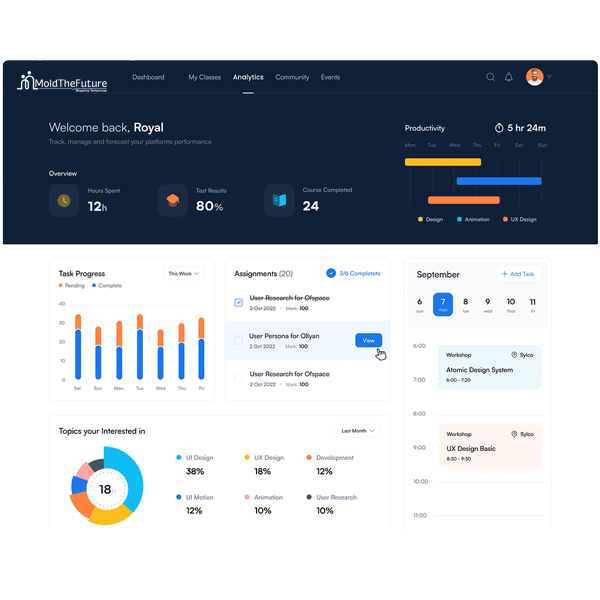 MoldTheFuture
Shaping Tomorrow
Dashboard My Classes Analytics Community Events
Welcome back, Royal
Track, manage and forecast your platforms performance
Productivity 5 hr 24m
Mon Tue Wed Thu Fri Sat Sun
Design Animation UX Design
Overview
Hours Spent
12h
Test Results
80%
Course Completed
24
Task Progress This Week
Pending Complete
40
30
20
10
0
Sat Sun Mon Tue Wed Thu Fri
Assignments (20) 3/6 Completete
User Research for Ofspace
2 Oct 2022 • Mark: 100
User Persona for Ollyan
2 Oct 2022 • Mark: 100
View
User Research for Ofspace
2 Oct 2022 • Mark: 100
September + Add Task
6 7 8 9 10 11
sun mon tue wed thu fri
6:00
Workshop Sylco
Atomic Design System
6:00 - 7:20
7:00
8:00
Workshop Sylco
UX Design Basic
8:30 - 9:30
9:00
10:00
11:00
Topics your Interested in Last Month
18h
UI Design
38%
UX Design
18%
Development
12%
UI Motion
12%
Animation
10%
User Research
10%